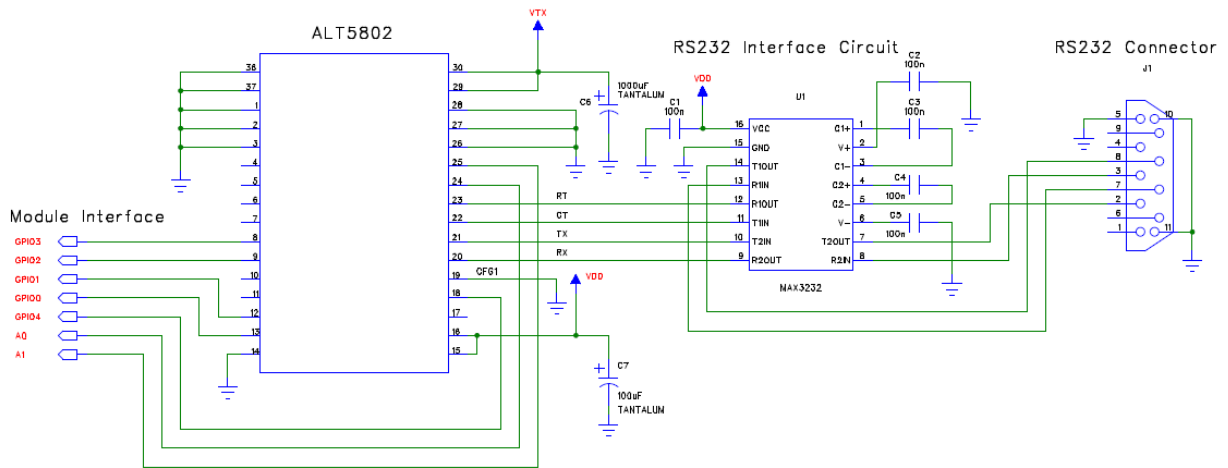 ALT5802
VTX
RS232 Interface Circuit
RS232 Connector
J1
36
37
1
2
3
4
5
6
7
8
9
10
11
12
13
14
30
29
28
27
26
25
24
23
22
21
20
19
18
17
16
15
C6
1000uF
TANTALUM
C1
100n
VDD
U1
C2
100n
C3
100n
C4
100n
C5
100n
16 VCC
15 GND
14 T1OUT
13 R1IN
12 R1OUT
11 T1IN
10 T2IN
9 R2OUT
C1+ 1
V+ 2
C1- 3
C2+ 4
C2- 5
V- 6
T2OUT 7
R2IN 8
MAX3232
RT
CT
TX
RX
CFG1
VDD
C7
100uF
TANTALUM
5
9
4
8
3
7
2
6
1
10
11
Module Interface
GPIO3
GPIO2
GPIO1
GPIO0
GPIO4
A0
A1